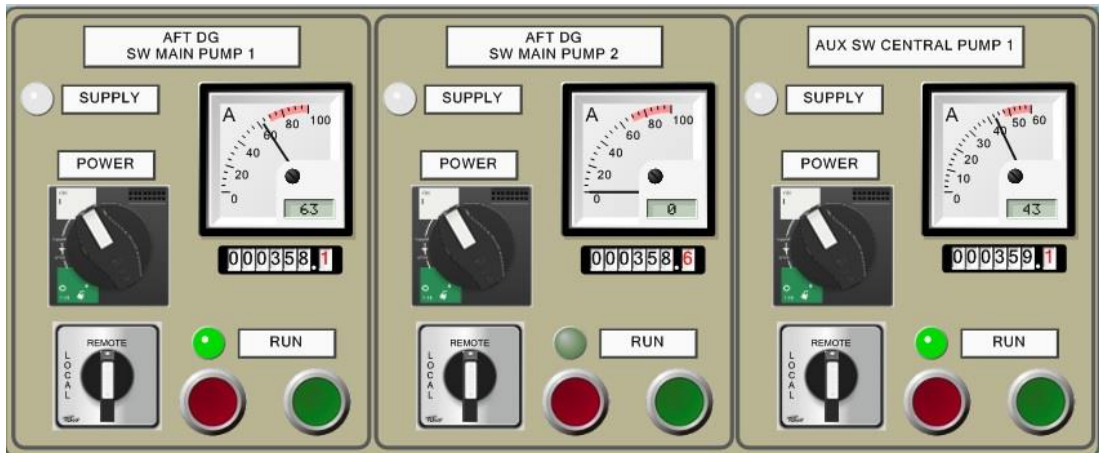 AFT DG
SW MAIN PUMP 1
SUPPLY
A
0
20
40
60
80
100
63
POWER
I
000358.1
REMOTE
LOCAL
RUN
AFT DG
SW MAIN PUMP 2
SUPPLY
A
0
20
40
60
80
100
0
POWER
I
000358.6
REMOTE
LOCAL
RUN
AUX SW CENTRAL PUMP 1
SUPPLY
A
0
10
20
30
40
50
60
43
POWER
I
000359.1
REMOTE
LOCAL
RUN